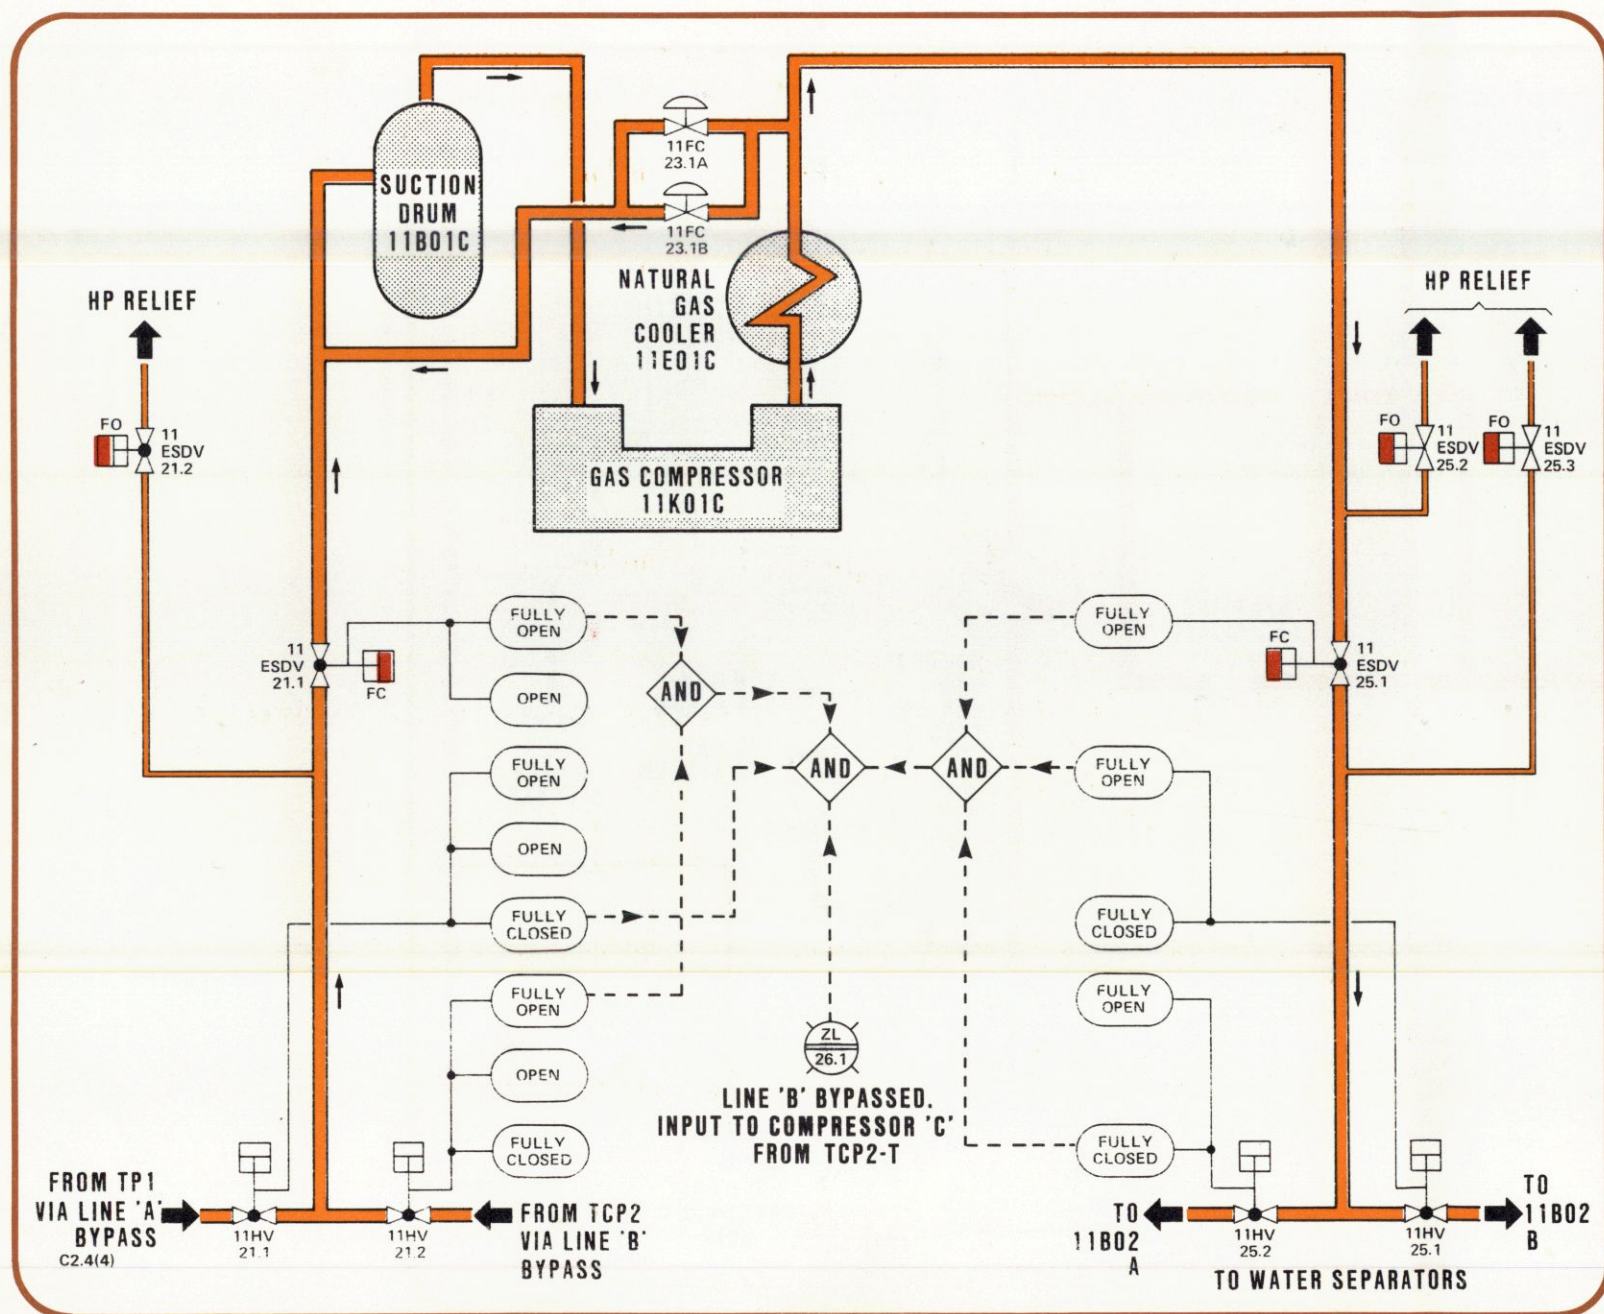 SUCTION
DRUM
11B01C
11FC
23.1A
11FC
23.1B
NATURAL
GAS
COOLER
11E01C
HP RELIEF
HP RELIEF
FO
11
ESDV
21.2
FO
11
ESDV
25.2
FO
11
ESDV
25.3
GAS COMPRESSOR
11K01C
11
ESDV
21.1
FC
FULLY
OPEN
OPEN
FULLY
OPEN
OPEN
FULLY
CLOSED
FULLY
OPEN
OPEN
FULLY
CLOSED
AND
AND
AND
FULLY
OPEN
FULLY
OPEN
FULLY
CLOSED
FULLY
OPEN
FULLY
CLOSED
FC
11
ESDV
25.1
ZL
26.1
LINE 'B' BYPASSED.
INPUT TO COMPRESSOR 'C'
FROM TCP2-T
FROM TP1
VIA LINE 'A'
BYPASS
C2.4(4)
11HV
21.1
11HV
21.2
FROM TCP2
VIA LINE 'B'
BYPASS
TO
11B02
A
11HV
25.2
11HV
25.1
TO
11B02
B
TO WATER SEPARATORS